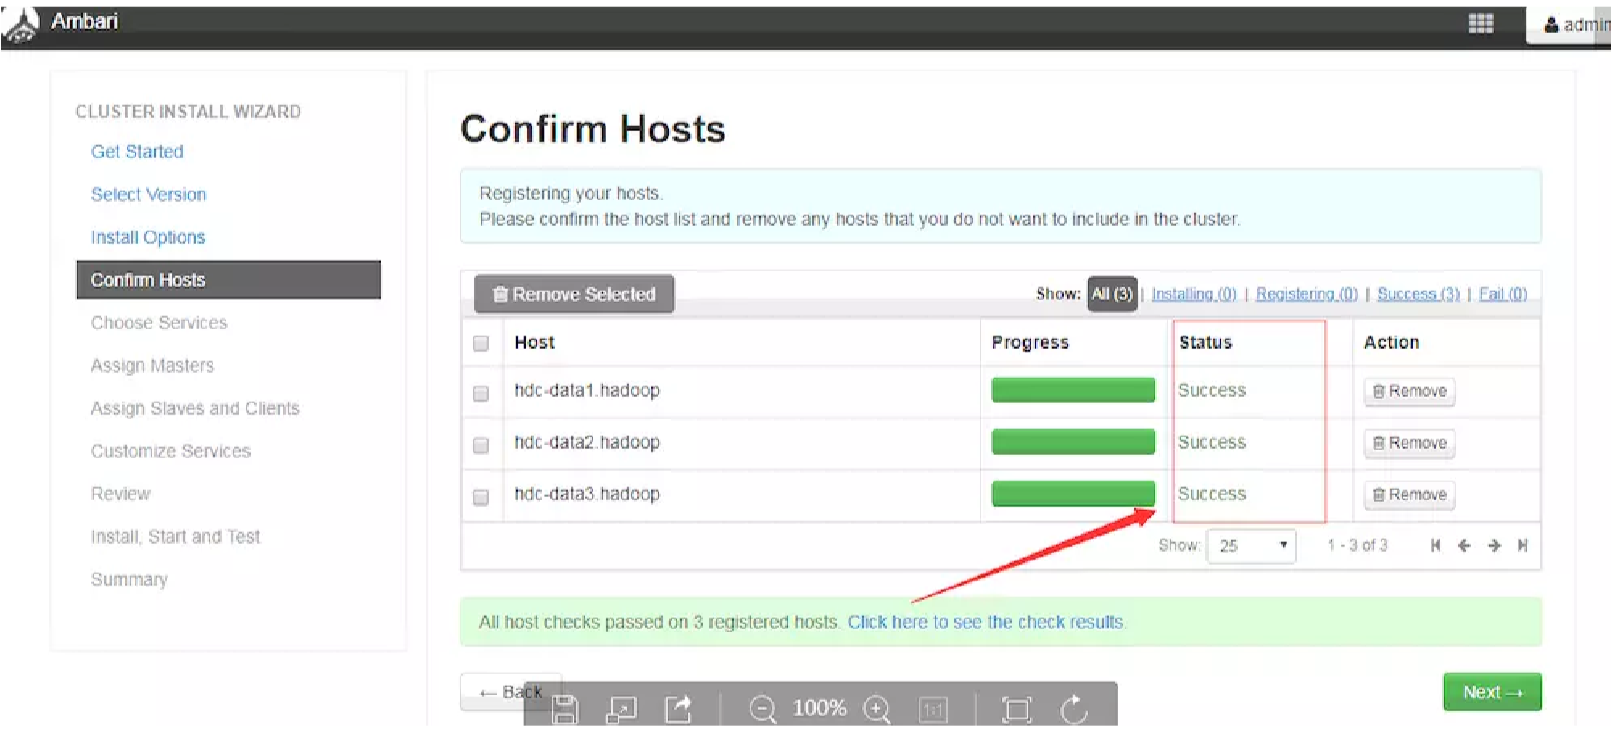 Ambari
admin
CLUSTER INSTALL WIZARD
Get Started
Select Version
Install Options
Confirm Hosts
Choose Services
Assign Masters
Assign Slaves and Clients
Customize Services
Review
Install, Start and Test
Summary
Confirm Hosts
Registering your hosts.
Please confirm the host list and remove any hosts that you do not want to include in the cluster.
Remove Selected
Show: All (3) | Installing (0) | Registering (0) | Success (3) | Fail (0)
Host Progress Status Action
hdc-data1.hadoop Success Remove
hdc-data2.hadoop Success Remove
hdc-data3.hadoop Success Remove
Show: 25 1 - 3 of 3
All host checks passed on 3 registered hosts. Click here to see the check results.
← Back
100%
1:1
Next →